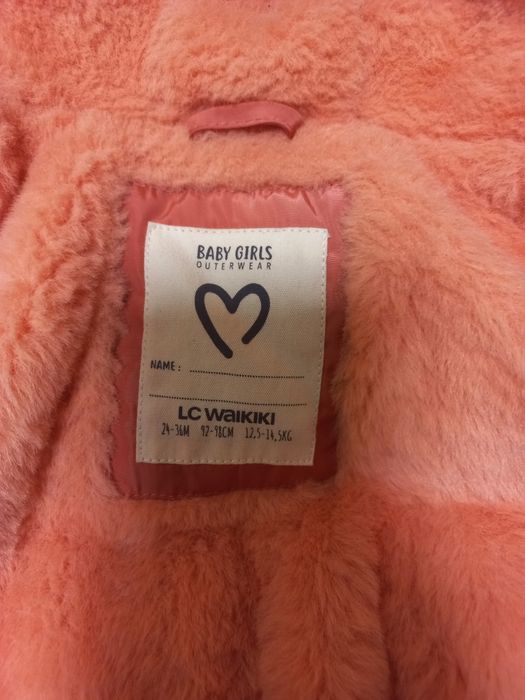 BABY GIRLS
OUTERWEAR
NAME :
LC WAIKIKI
24-36M 92-98CM 12,5-14,5KG